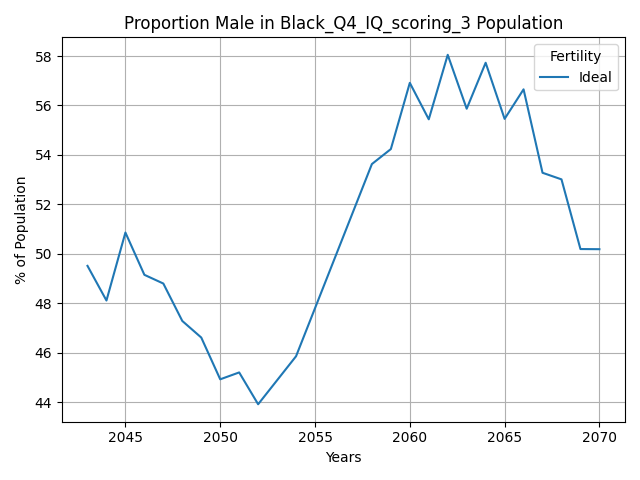 Proportion Male in Black_Q4_IQ_scoring_3 Population
Fertility
Ideal
% of Population
58
56
54
52
50
48
46
44
2045 2050 2055 2060 2065 2070
Years